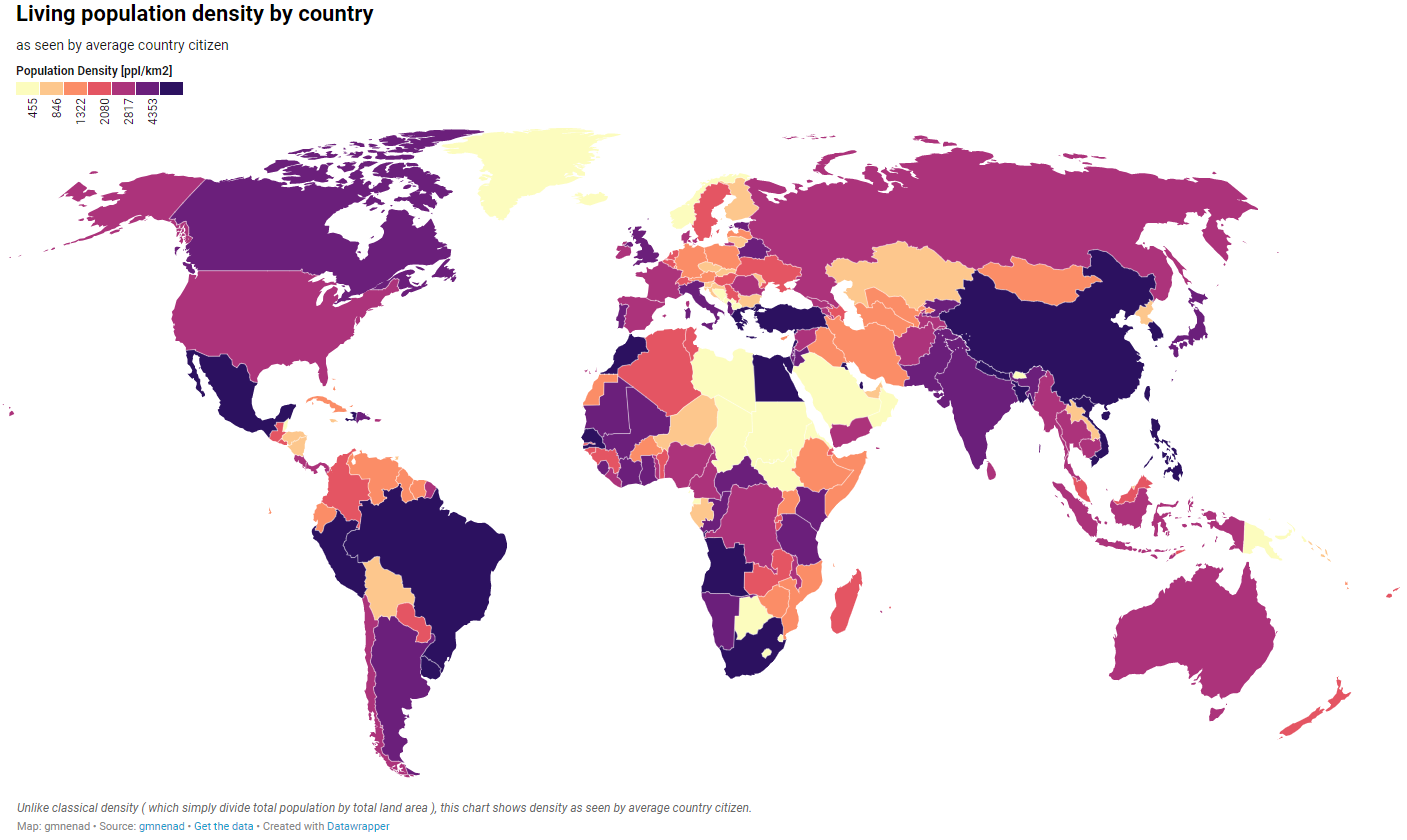 Living population density by country
as seen by average country citizen
Population Density [ppl/km2]
455
846
1322
2080
2817
4353
Unlike classical density ( which simply divide total population by total land area ), this chart shows density as seen by average country citizen.
Map: gmnenad • Source: gmnenad • Get the data • Created with Datawrapper